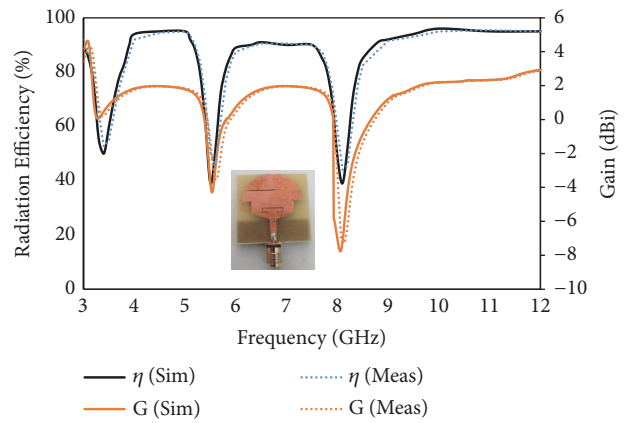 Radiation Efficiency (%)
100
80
60
40
20
0
6
4
2
0
−2
−4
−6
−8
−10
Gain (dBi)
3 4 5 6 7 8 9 10 11 12
Frequency (GHz)
η (Sim) η (Meas)
G (Sim) G (Meas)